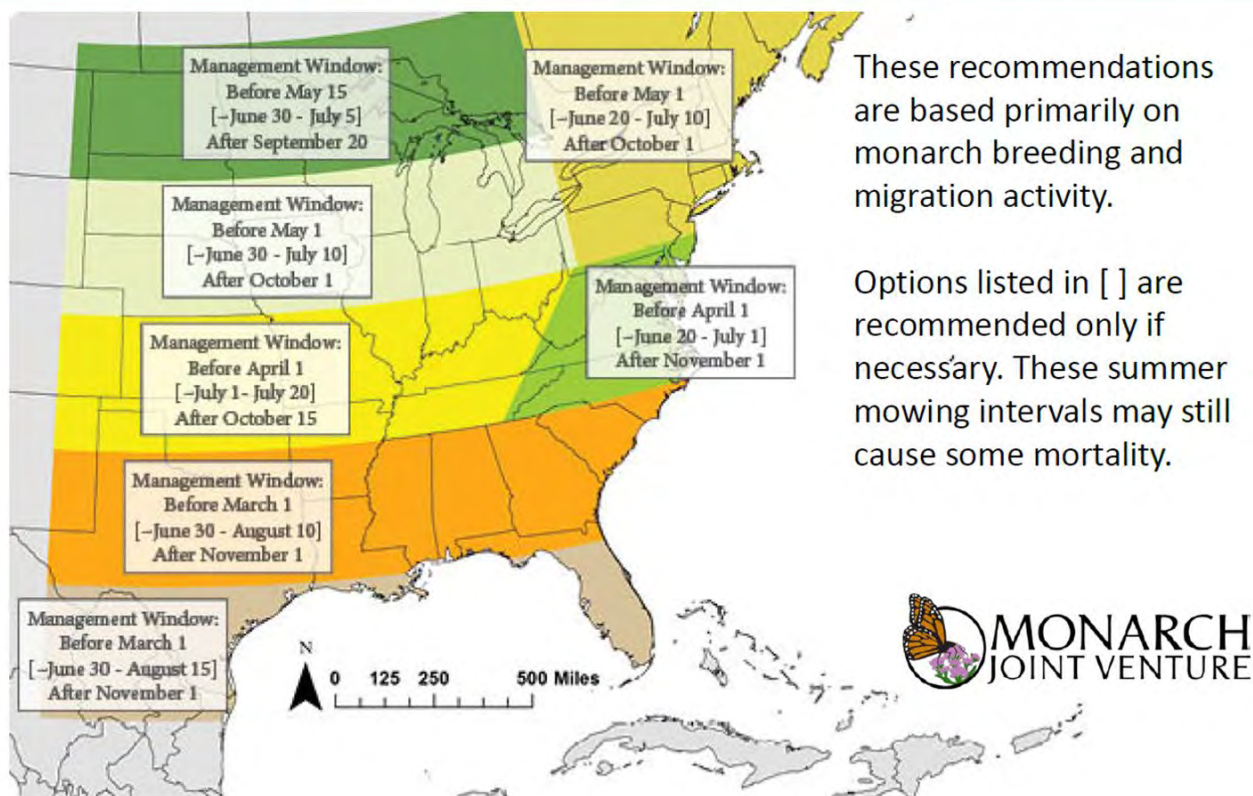 Management Window:
Before May 15
[~June 30 - July 5]
After September 20
Management Window:
Before May 1
[~June 20 - July 10]
After October 1
Management Window:
Before May 1
[~June 30 - July 10]
After October 1
Management Window:
Before April 1
[~June 20 - July 1]
After November 1
Management Window:
Before April 1
[~July 1- July 20]
After October 15
Management Window:
Before March 1
[~June 30 - August 10]
After November 1
Management Window:
Before March 1
[~June 30 - August 15]
After November 1
N
0 125 250 500 Miles
These recommendations
are based primarily on
monarch breeding and
migration activity.
Options listed in [ ] are
recommended only if
necessary. These summer
mowing intervals may still
cause some mortality.
MONARCH
JOINT VENTURE